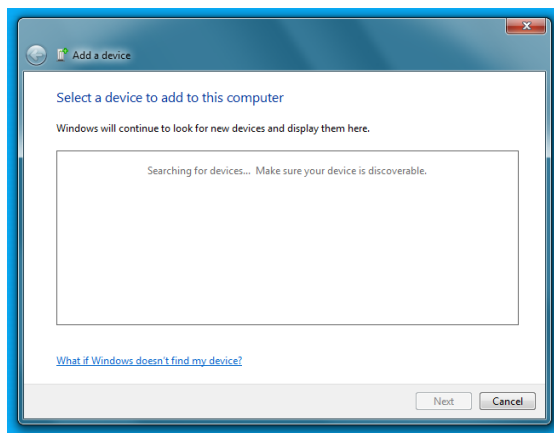 Add a device
Select a device to add to this computer
Windows will continue to look for new devices and display them here.
Searching for devices... Make sure your device is discoverable.
What if Windows doesn't find my device?
Next Cancel